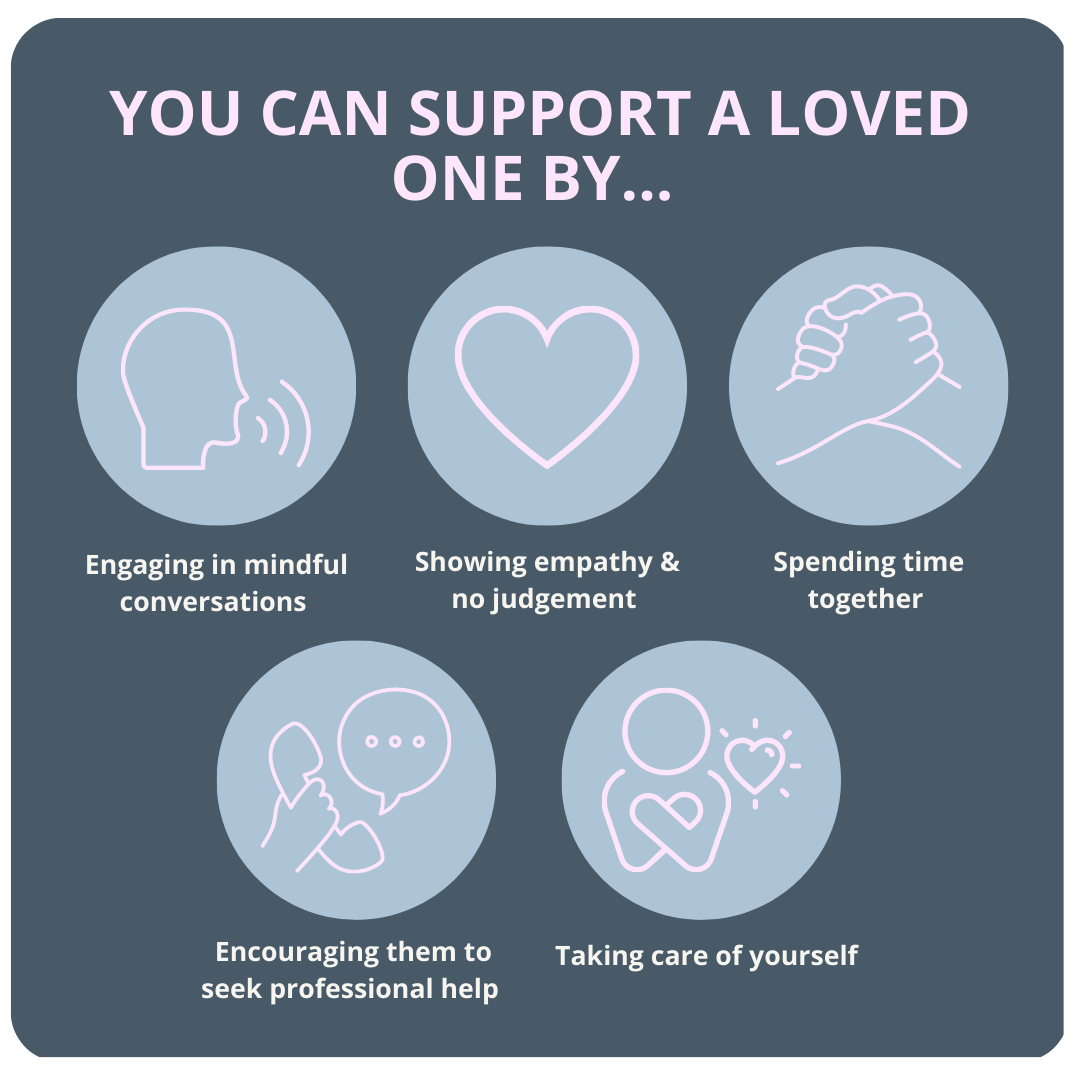 YOU CAN SUPPORT A LOVED
ONE BY...
Engaging in mindful
conversations
Showing empathy &
no judgement
Spending time
together
Encouraging them to
seek professional help
Taking care of yourself